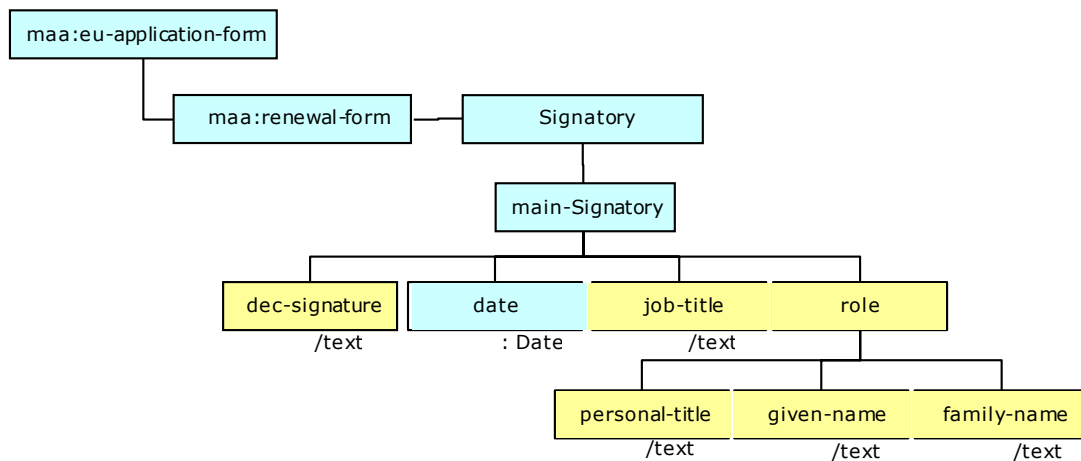 maa:eu-application-form
maa:renewal-form
Signatory
main-Signatory
dec-signature
date
job-title
role
/text
: Date
/text
personal-title
given-name
family-name
/text
/text
/text